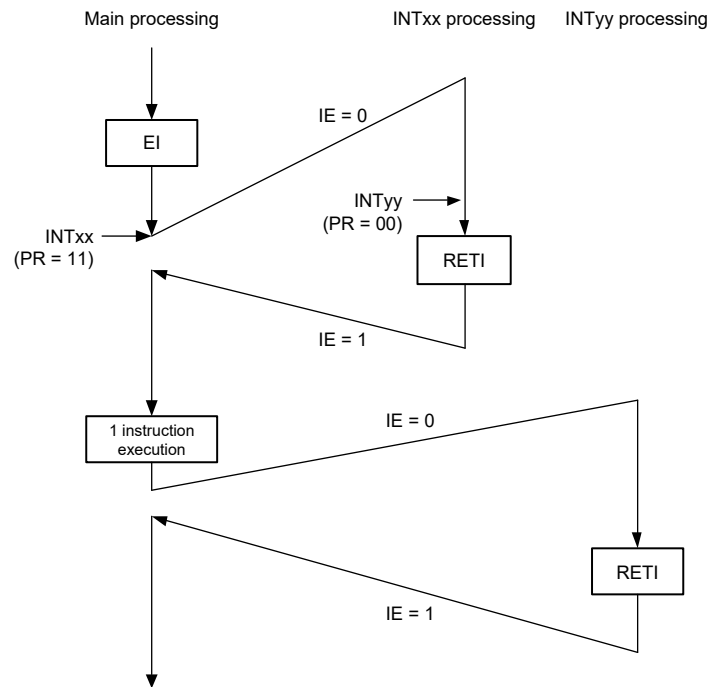 Main processing
INTxx processing
INTyy processing
IE = 0
EI
INTyy
(PR = 00)
INTxx
(PR = 11)
RETI
IE = 1
1 instruction
execution
IE = 0
RETI
IE = 1